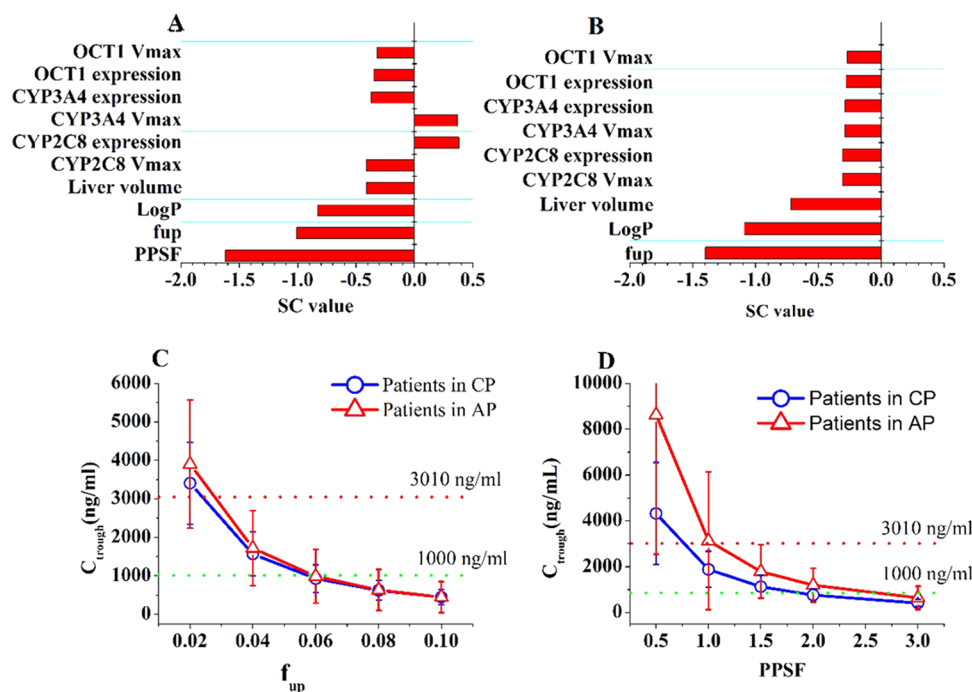 A
OCT1 Vmax
OCT1 expression
CYP3A4 expression
CYP3A4 Vmax
CYP2C8 expression
CYP2C8 Vmax
Liver volume
LogP
fup
PPSF
-2.0 -1.5 -1.0 -0.5 0.0 0.5
SC value
B
OCT1 Vmax
OCT1 expression
CYP3A4 expression
CYP3A4 Vmax
CYP2C8 expression
CYP2C8 Vmax
Liver volume
LogP
fup
-2.0 -1.5 -1.0 -0.5 0.0 0.5
SC value
C
Patients in CP
Patients in AP
6000
5000
4000
3000
2000
1000
0
3010 ng/ml
1000 ng/ml
Ctrough(ng/ml)
0.02 0.04 0.06 0.08 0.10
fup
D
Patients in CP
Patients in AP
10000
8000
6000
4000
2000
0
3010 ng/ml
1000 ng/ml
Ctrough(ng/mL)
0.5 1.0 1.5 2.0 3.0
PPSF